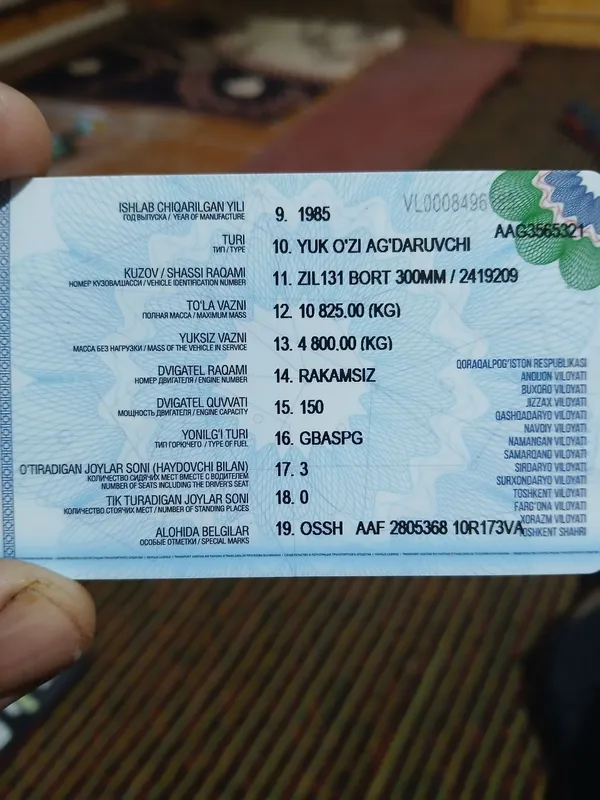 VL0008496
AAG3565321
ISHLAB CHIQARILGAN YILI
ГОД ВЫПУСКА / YEAR OF MANUFACTURE
9. 1985
TURI
ТИП / TYPE
10. YUK O'ZI AG'DARUVCHI
KUZOV / SHASSI RAQAMI
НОМЕР КУЗОВА/ШАССИ / VEHICLE IDENTIFICATION NUMBER
11. ZIL131 BORT 300MM / 2419209
TO'LA VAZNI
ПОЛНАЯ МАССА / MAXIMUM MASS
12. 10 825.00 (KG)
YUKSIZ VAZNI
МАССА БЕЗ НАГРУЗКИ / MASS OF THE VEHICLE IN SERVICE
13. 4 800.00 (KG)
DVIGATEL RAQAMI
НОМЕР ДВИГАТЕЛЯ / ENGINE NUMBER
14. RAKAMSIZ
DVIGATEL QUVVATI
МОЩНОСТЬ ДВИГАТЕЛЯ / ENGINE CAPACITY
15. 150
YONILG'I TURI
ТИП ГОРЮЧЕГО / TYPE OF FUEL
16. GBASPG
O'TIRADIGAN JOYLAR SONI (HAYDOVCHI BILAN)
КОЛИЧЕСТВО СИДЯЧИХ МЕСТ ВМЕСТЕ С ВОДИТЕЛЕМ
NUMBER OF SEATS INCLUDING THE DRIVER'S SEAT
17. 3
TIK TURADIGAN JOYLAR SONI
КОЛИЧЕСТВО СТОЯЧИХ МЕСТ / NUMBER OF STANDING PLACES
18. 0
ALOHIDA BELGILAR
ОСОБЫЕ ОТМЕТКИ / SPECIAL MARKS
19. OSSH AAF 2805368 10R173VA
QORAQALPOG'ISTON RESPUBLIKASI
ANDIJON VILOYATI
BUXORO VILOYATI
JIZZAX VILOYATI
QASHQADARYO VILOYATI
NAVOIY VILOYATI
NAMANGAN VILOYATI
SAMARQAND VILOYATI
SIRDARYO VILOYATI
SURXONDARYO VILOYATI
TOSHKENT VILOYATI
FARG'ONA VILOYATI
XORAZM VILOYATI
TOSHKENT SHAHRI